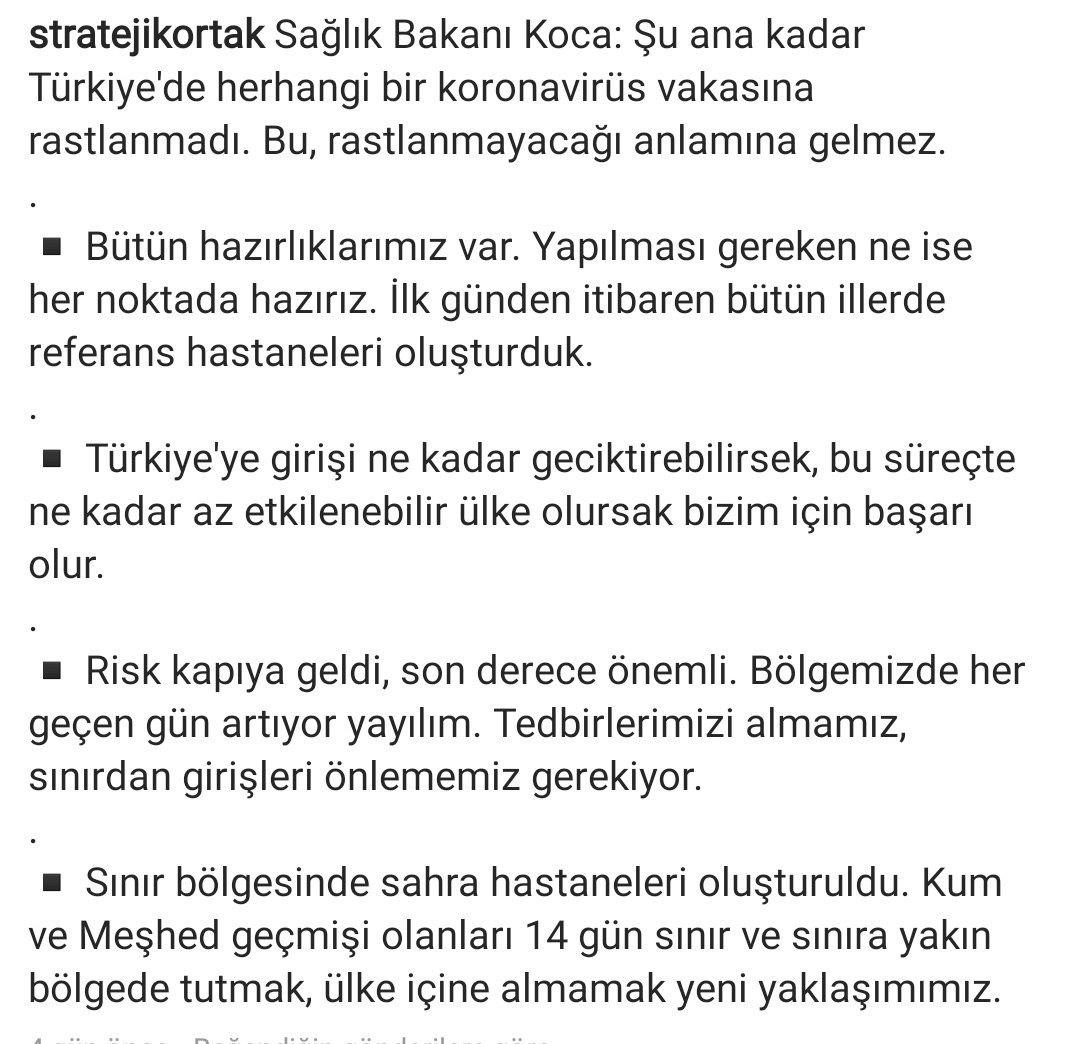 stratejikortak Sağlık Bakanı Koca: Şu ana kadar
Türkiye'de herhangi bir koronavirüs vakasına
rastlanmadı. Bu, rastlanmayacağı anlamına gelmez.
.
▪ Bütün hazırlıklarımız var. Yapılması gereken ne ise
her noktada hazırız. İlk günden itibaren bütün illerde
referans hastaneleri oluşturduk.
.
▪ Türkiye'ye girişi ne kadar geciktirebilirsek, bu süreçte
ne kadar az etkilenebilir ülke olursak bizim için başarı
olur.
.
▪ Risk kapıya geldi, son derece önemli. Bölgemizde her
geçen gün artıyor yayılım. Tedbirlerimizi almamız,
sınırdan girişleri önlememiz gerekiyor.
.
▪ Sınır bölgesinde sahra hastaneleri oluşturuldu. Kum
ve Meşhed geçmişi olanları 14 gün sınır ve sınıra yakın
bölgede tutmak, ülke içine almamak yeni yaklaşımımız.